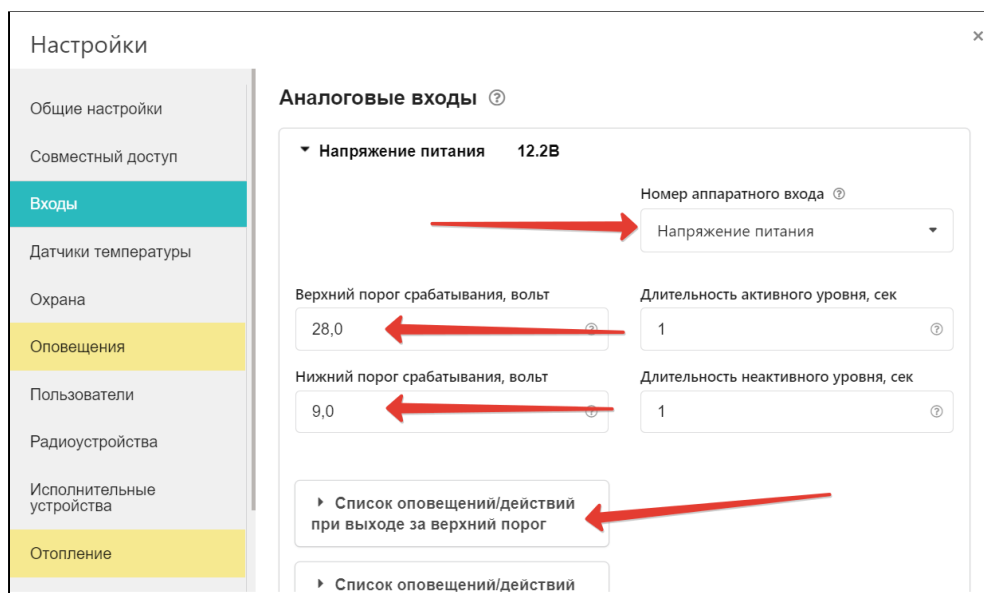 Настройки
×
Общие настройки
Совместный доступ
Входы
Датчики температуры
Охрана
Оповещения
Пользователи
Радиоустройства
Исполнительные
устройства
Отопление
Аналоговые входы ?
Напряжение питания 12.2В
Номер аппаратного входа ?
Напряжение питания
Верхний порог срабатывания, вольт
28,0 ?
Длительность активного уровня, сек
1 ?
Нижний порог срабатывания, вольт
9,0 ?
Длительность неактивного уровня, сек
1 ?
Список оповещений/действий
при выходе за верхний порог
Список оповещений/действий